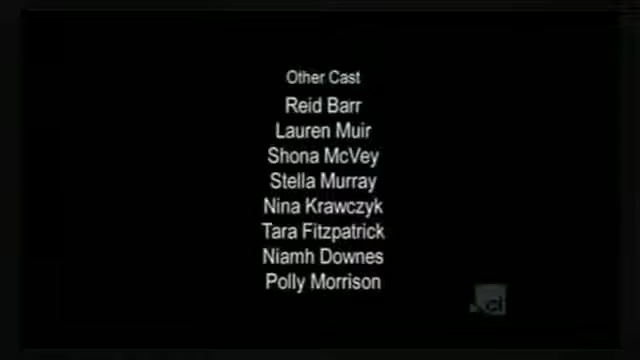 Other Cast
Reid Barr
Lauren Muir
Shona McVey
Stella Murray
Nina Krawczyk
Tara Fitzpatrick
Niamh Downes
Polly Morrison